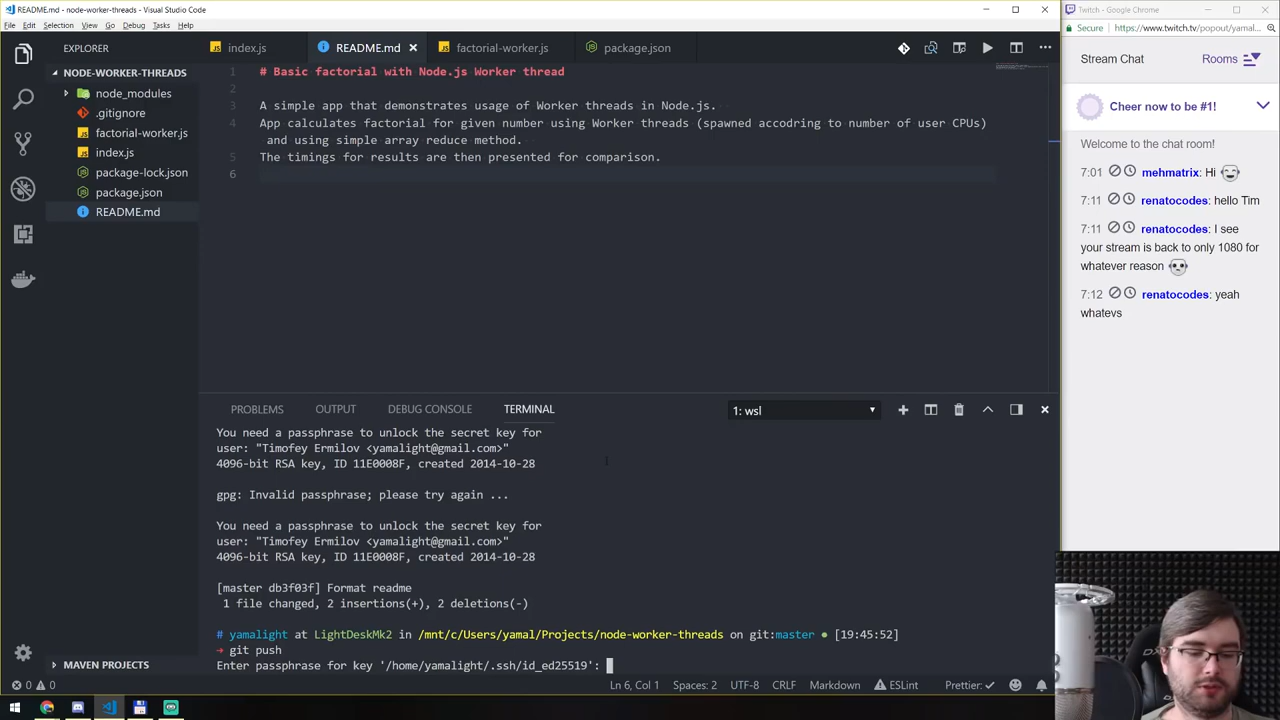 README.md - node-worker-threads - Visual Studio Code
File Edit Selection View Go Debug Tasks Help
EXPLORER
NODE-WORKER-THREADS
node_modules
.gitignore
factorial-worker.js
index.js
package-lock.json
package.json
README.md
MAVEN PROJECTS
index.js README.md factorial-worker.js package.json
1 # Basic factorial with Node.js Worker thread
2
3 A simple app that demonstrates usage of Worker threads in Node.js.
4 App calculates factorial for given number using Worker threads (spawned accodring to number of user CPUs)
and using simple array reduce method.
5 The timings for results are then presented for comparison.
6
PROBLEMS OUTPUT DEBUG CONSOLE TERMINAL 1: wsl
You need a passphrase to unlock the secret key for
user: "Timofey Ermilov <yamalight@gmail.com>"
4096-bit RSA key, ID 11E0008F, created 2014-10-28
gpg: Invalid passphrase; please try again ...
You need a passphrase to unlock the secret key for
user: "Timofey Ermilov <yamalight@gmail.com>"
4096-bit RSA key, ID 11E0008F, created 2014-10-28
[master db3f03f] Format readme
1 file changed, 2 insertions(+), 2 deletions(-)
# yamalight at LightDeskMk2 in /mnt/c/Users/yamal/Projects/node-worker-threads on git:master ● [19:45:52]
➜ git push
Enter passphrase for key '/home/yamalight/.ssh/id_ed25519':
0 0 Ln 6, Col 1 Spaces: 2 UTF-8 CRLF Markdown ESLint Prettier: ✓
Twitch - Google Chrome
Secure https://www.twitch.tv/popout/yamal...
Stream Chat Rooms
Cheer now to be #1!
Welcome to the chat room!
7:01 mehmatrix: Hi
7:11 renatocodes: hello Tim
7:11 renatocodes: I see
your stream is back to only 1080 for
whatever reason
7:12 renatocodes: yeah
whatevs